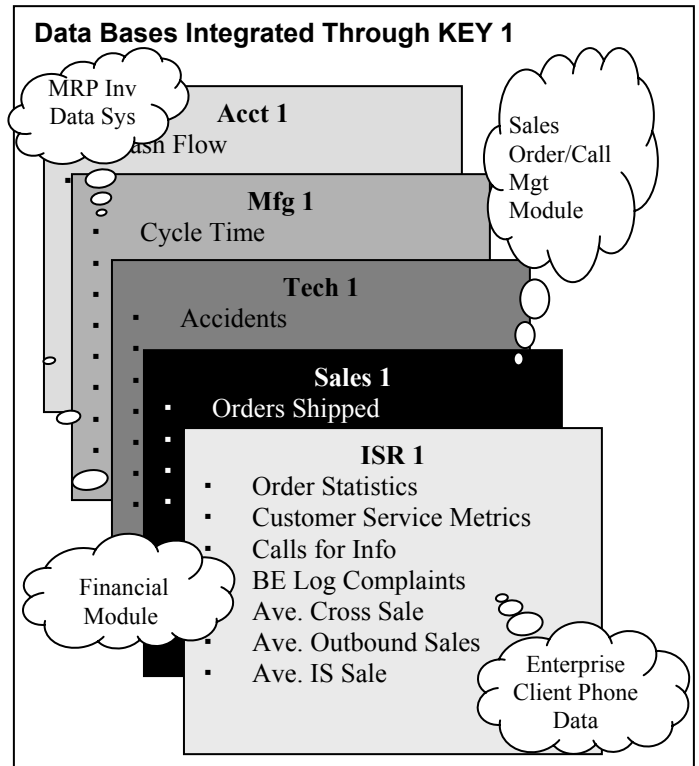 Data Bases Integrated Through KEY 1
MRP Inv
Data Sys
Acct 1
Flow
Sales
Order/Call
Mgt
Module
Mfg 1
Cycle Time
Tech 1
Accidents
Sales 1
Orders Shipped
ISR 1
Order Statistics
Customer Service Metrics
Calls for Info
BE Log Complaints
Ave. Cross Sale
Ave. Outbound Sales
Ave. IS Sale
Financial
Module
Enterprise
Client Phone
Data